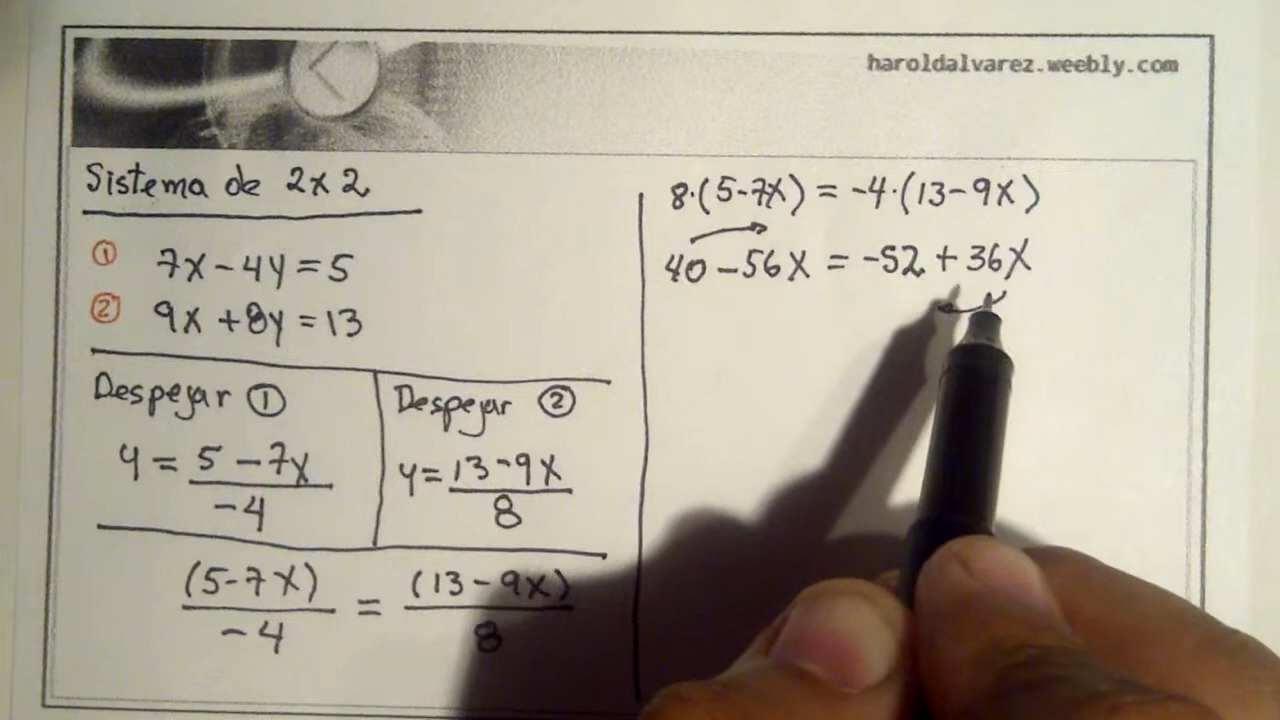 haroldalvarez.weebly.com
Sistema de 2x2
① 7x-4y=5
② 9x+8y=13
Despejar ①
y = 5-7x / -4
Despejar ②
y = 13-9x / 8
(5-7x) / -4 = (13-9x) / 8
8·(5-7x) = -4·(13-9x)
40-56x = -52+36x